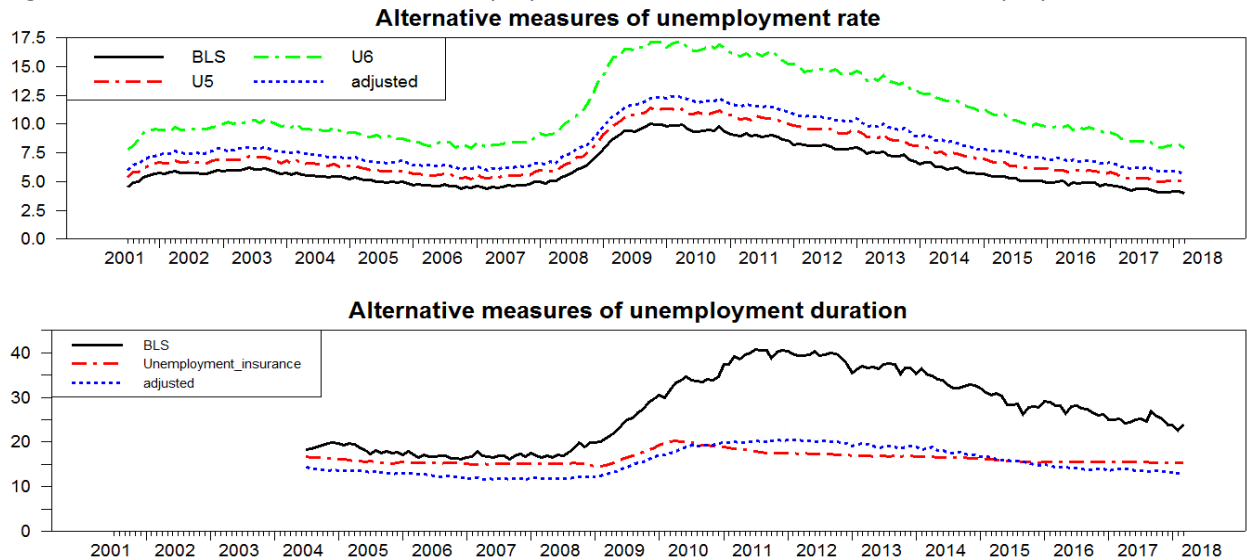 Alternative measures of unemployment rate
17.5
15.0
12.5
10.0
7.5
5.0
2.5
0.0
BLS
U6
U5
adjusted
2001 2002 2003 2004 2005 2006 2007 2008 2009 2010 2011 2012 2013 2014 2015 2016 2017 2018
Alternative measures of unemployment duration
40
30
20
10
0
BLS
Unemployment_insurance
adjusted
2001 2002 2003 2004 2005 2006 2007 2008 2009 2010 2011 2012 2013 2014 2015 2016 2017 2018